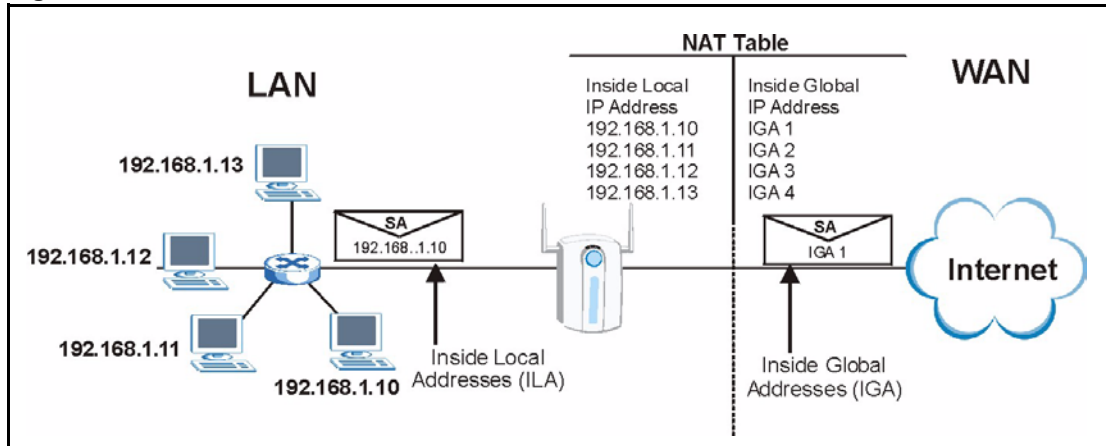 NAT Table
LAN
WAN
Inside Local
IP Address
192.168.1.10
192.168.1.11
192.168.1.12
192.168.1.13
Inside Global
IP Address
IGA 1
IGA 2
IGA 3
IGA 4
192.168.1.13
SA
192.168..1.10
SA
IGA 1
192.168.1.12
Internet
192.168.1.11
192.168.1.10
Inside Local
Addresses (ILA)
Inside Global
Addresses (IGA)